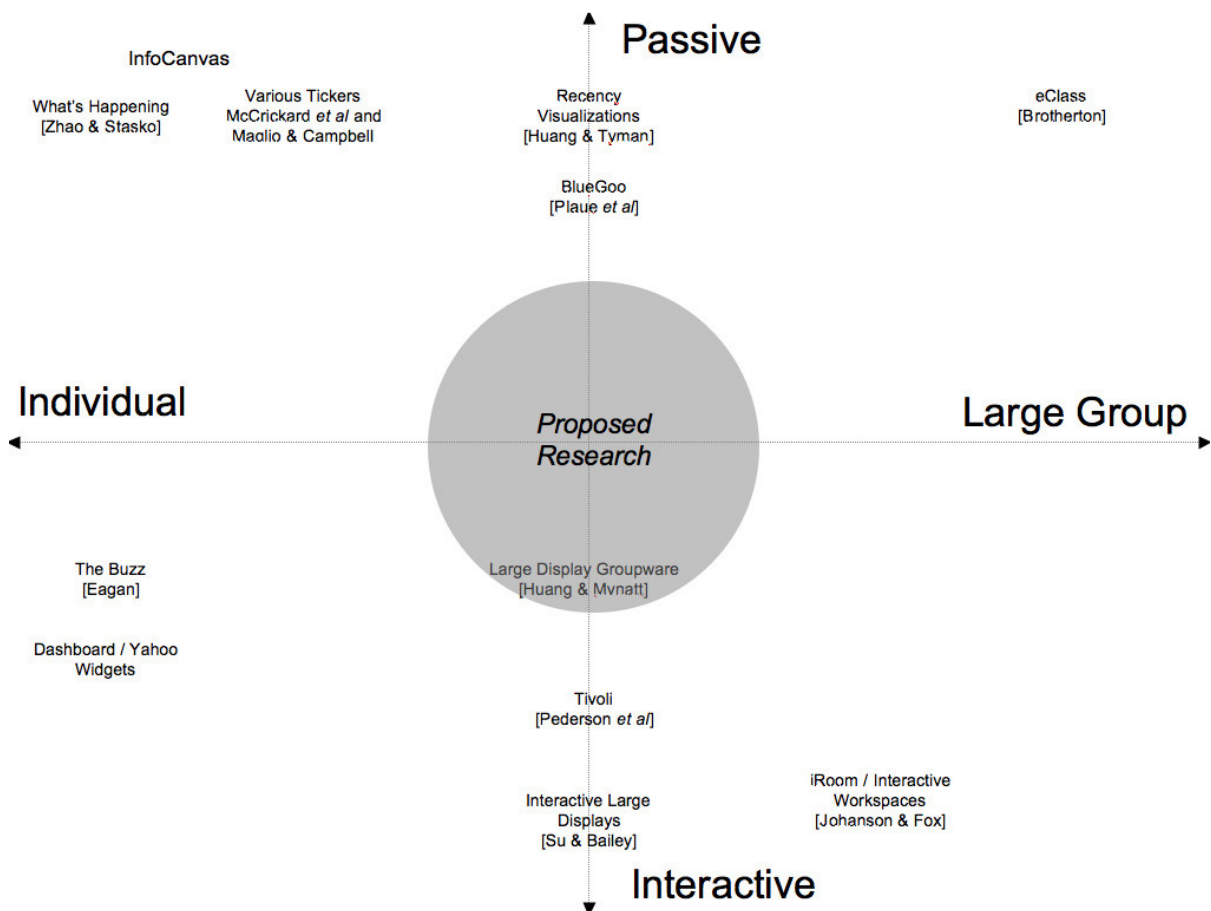 Passive
InfoCanvas
What's Happening
[Zhao & Stasko]
Various Tickers
McCrickard et al and
Maglio & Campbell
Recency
Visualizations
[Huang & Tyman]
eClass
[Brotherton]
BlueGoo
[Plaue et al]
Individual
Large Group
Proposed
Research
The Buzz
[Eagan]
Large Display Groupware
[Huang & Mynatt]
Dashboard / Yahoo
Widgets
Tivoli
[Pederson et al]
Interactive Large
Displays
[Su & Bailey]
iRoom / Interactive
Workspaces
[Johanson & Fox]
Interactive